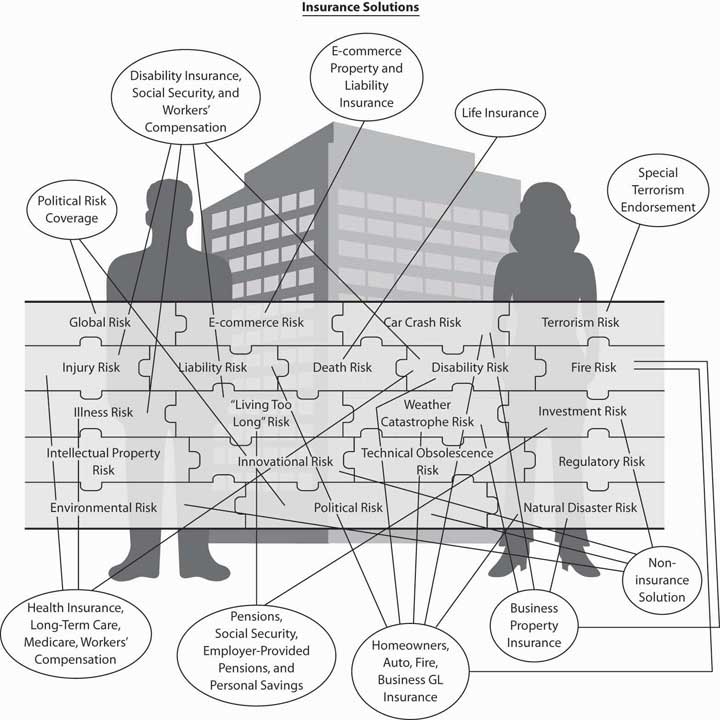 Insurance Solutions
Disability Insurance,
Social Security, and
Workers’
Compensation
E-commerce
Property and
Liability
Insurance
Life Insurance
Political Risk
Coverage
Special
Terrorism
Endorsement
Global Risk
E-commerce Risk
Car Crash Risk
Terrorism Risk
Injury Risk
Liability Risk
Death Risk
Disability Risk
Fire Risk
Illness Risk
“Living Too
Long” Risk
Weather
Catastrophe Risk
Investment Risk
Intellectual Property
Risk
Innovational Risk
Technical Obsolescence
Risk
Regulatory Risk
Environmental Risk
Political Risk
Natural Disaster Risk
Health Insurance,
Long-Term Care,
Medicare, Workers’
Compensation
Pensions,
Social Security,
Employer-Provided
Pensions, and
Personal Savings
Homeowners,
Auto, Fire,
Business GL
Insurance
Business
Property
Insurance
Non-
insurance
Solution